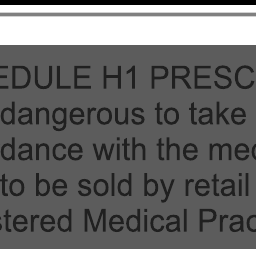 EDULE H1 PRESC
dangerous to take
dance with the med
to be sold by retail
stered Medical Prac